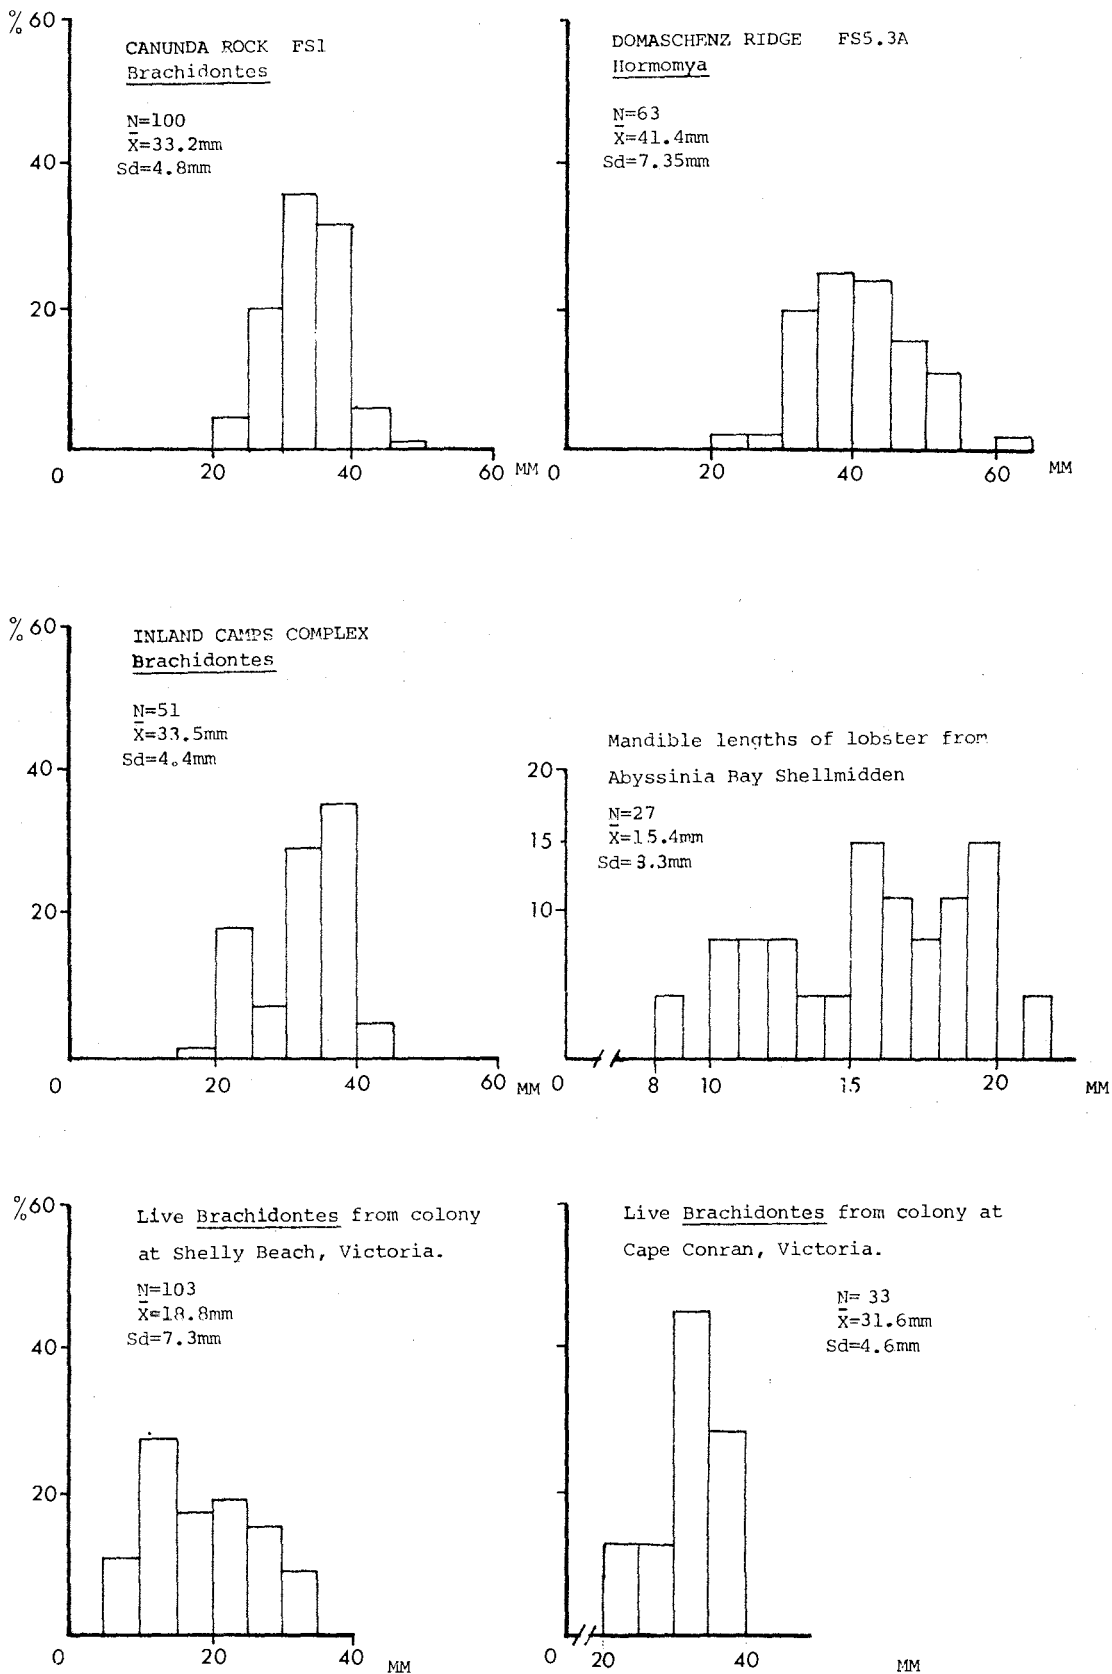 % 60
40
20
0
20
40
60 MM
CANUNDA ROCK FS1
Brachidontes
N=100
X̄=33.2mm
Sd=4.8mm
DOMASCHENZ RIDGE FS5.3A
Hormomya
N=63
X̄=41.4mm
Sd=7.35mm
0
20
40
60
MM
% 60
40
20
0
20
40
60 MM
INLAND CAMPS COMPLEX
Brachidontes
N=51
X̄=33.5mm
Sd=4.4mm
Mandible lengths of lobster from
Abyssinia Bay Shellmidden
N=27
X̄=15.4mm
Sd=3.3mm
20
15
10
0
8
10
15
20
MM
% 60
40
20
0
20
40
MM
Live Brachidontes from colony
at Shelly Beach, Victoria.
N=103
X̄=18.8mm
Sd=7.3mm
Live Brachidontes from colony at
Cape Conran, Victoria.
N= 33
X̄=31.6mm
Sd=4.6mm
0
20
40
MM